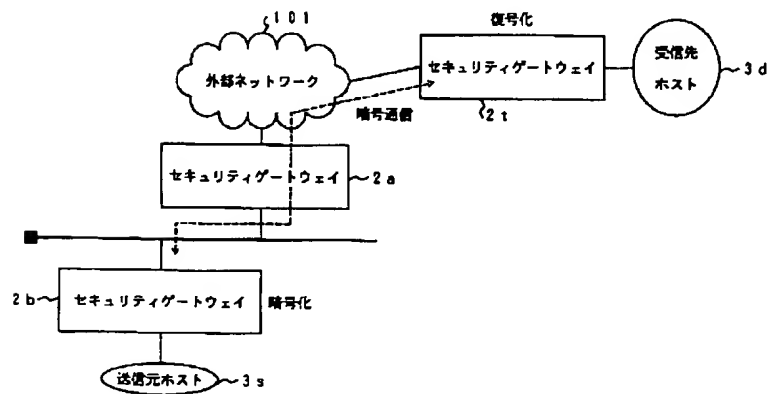 101
外部ネットワーク
復号化
セキュリティゲートウェイ
2t
受信先
ホスト
3d
暗号通信
セキュリティゲートウェイ
2a
2b
セキュリティゲートウェイ
暗号化
送信元ホスト
3s